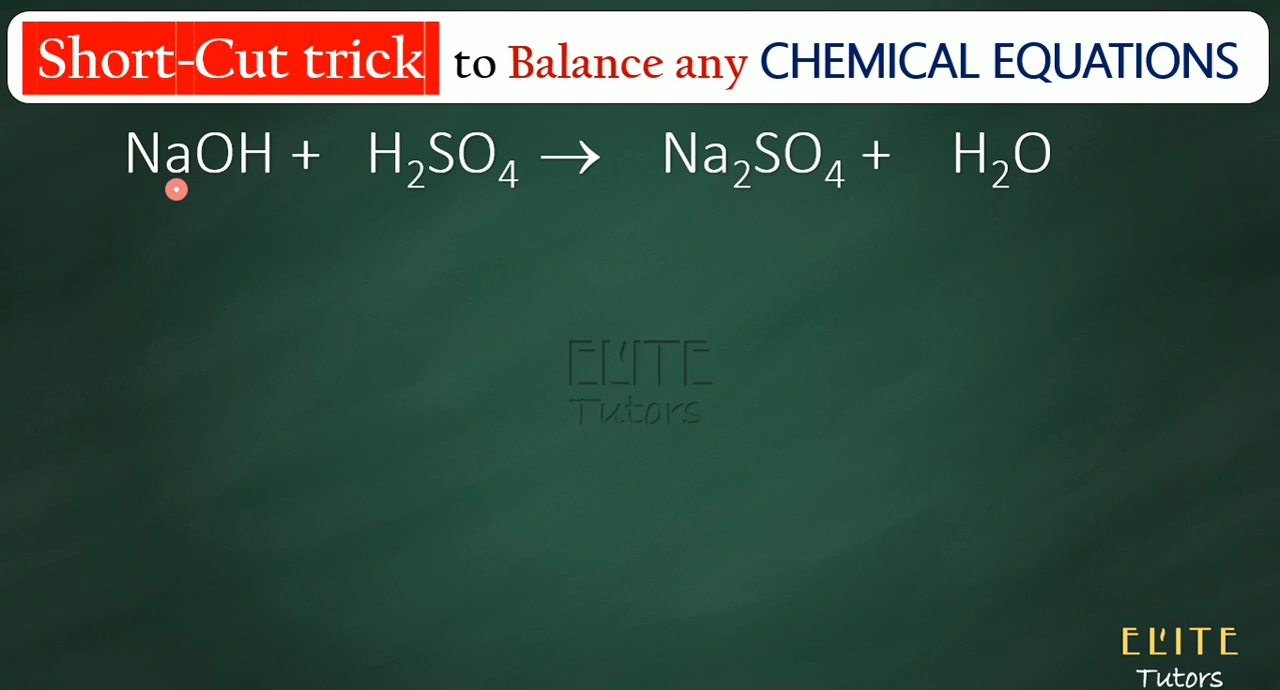 Short-Cut trick to Balance any CHEMICAL EQUATIONS
NaOH + H₂SO₄ → Na₂SO₄ + H₂O
ELITE
Tutors
ELITE
Tutors